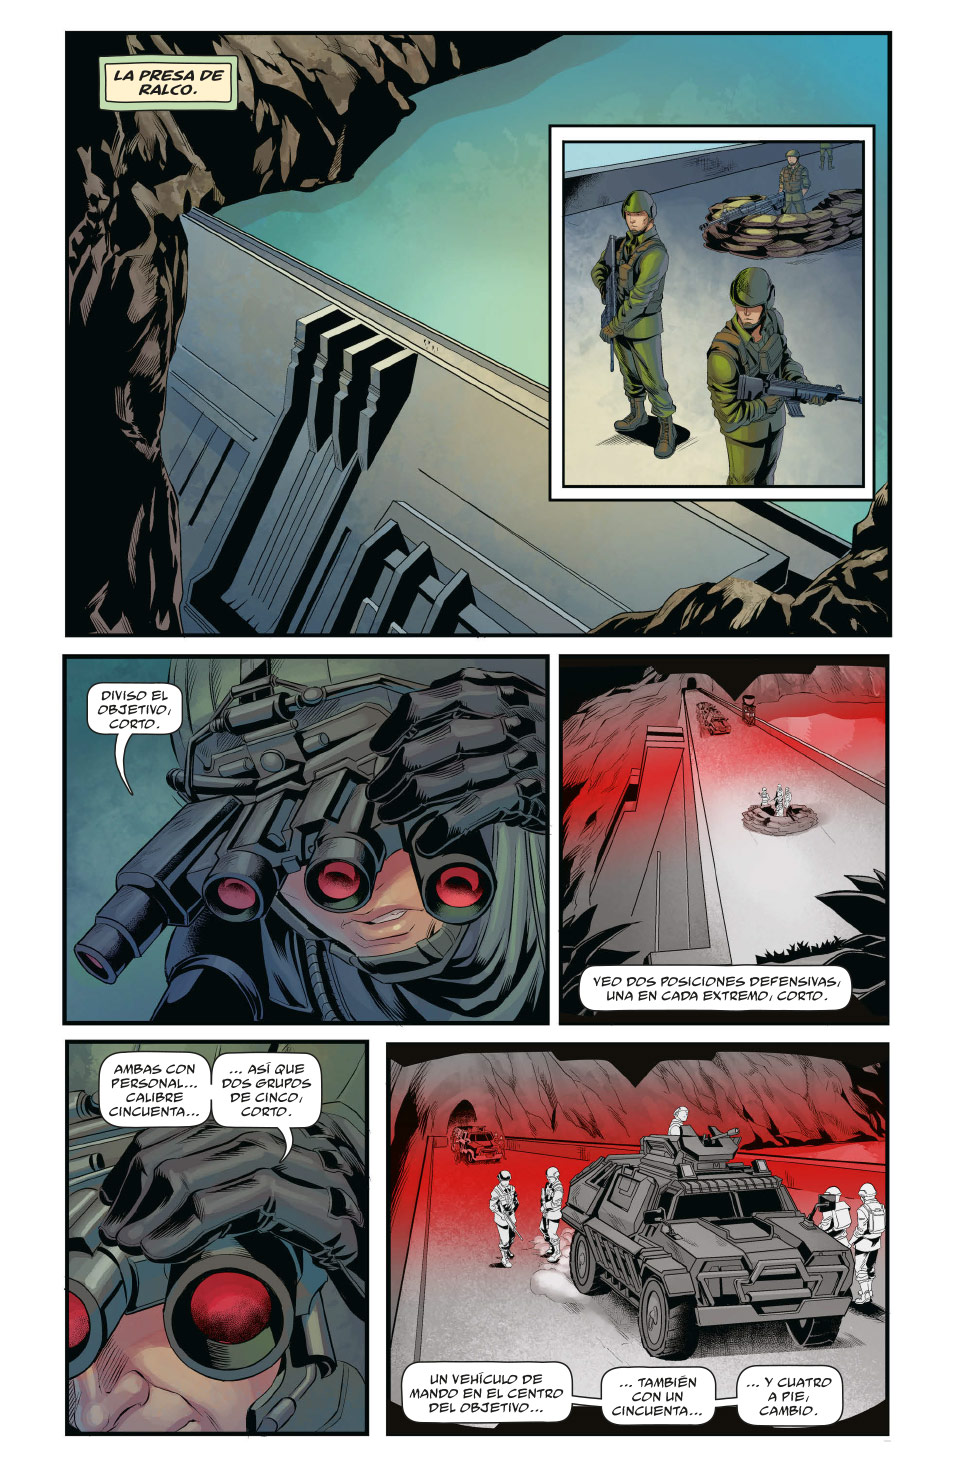 LA PRESA DE
RALCO.
DIVISO EL
OBJETIVO,
CORTO.
VEO DOS POSICIONES DEFENSIVAS,
UNA EN CADA EXTREMO, CORTO.
AMBAS CON
PERSONAL...
CALIBRE
CINCUENTA...
... ASÍ QUE
DOS GRUPOS
DE CINCO,
CORTO.
UN VEHÍCULO DE
MANDO EN EL CENTRO
DEL OBJETIVO...
... TAMBIÉN
CON UN
CINCUENTA...
... Y CUATRO
A PIE,
CAMBIO.